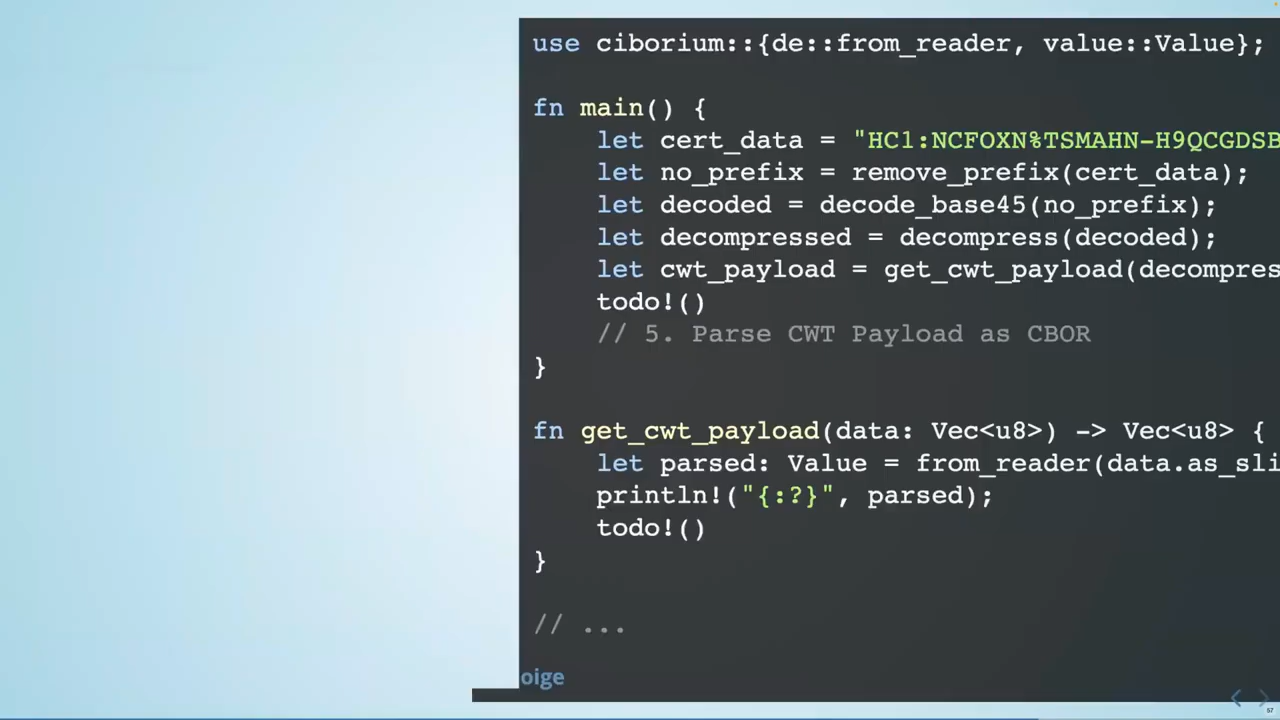 use ciborium::{de::from_reader, value::Value};
fn main() {
let cert_data = "HC1:NCFOXN%TSMAHN-H9QCGDSB
let no_prefix = remove_prefix(cert_data);
let decoded = decode_base45(no_prefix);
let decompressed = decompress(decoded);
let cwt_payload = get_cwt_payload(decompres
todo!()
// 5. Parse CWT Payload as CBOR
}
fn get_cwt_payload(data: Vec<u8>) -> Vec<u8> {
let parsed: Value = from_reader(data.as_sli
println!("{:?}", parsed);
todo!()
}
// ...
oige
57